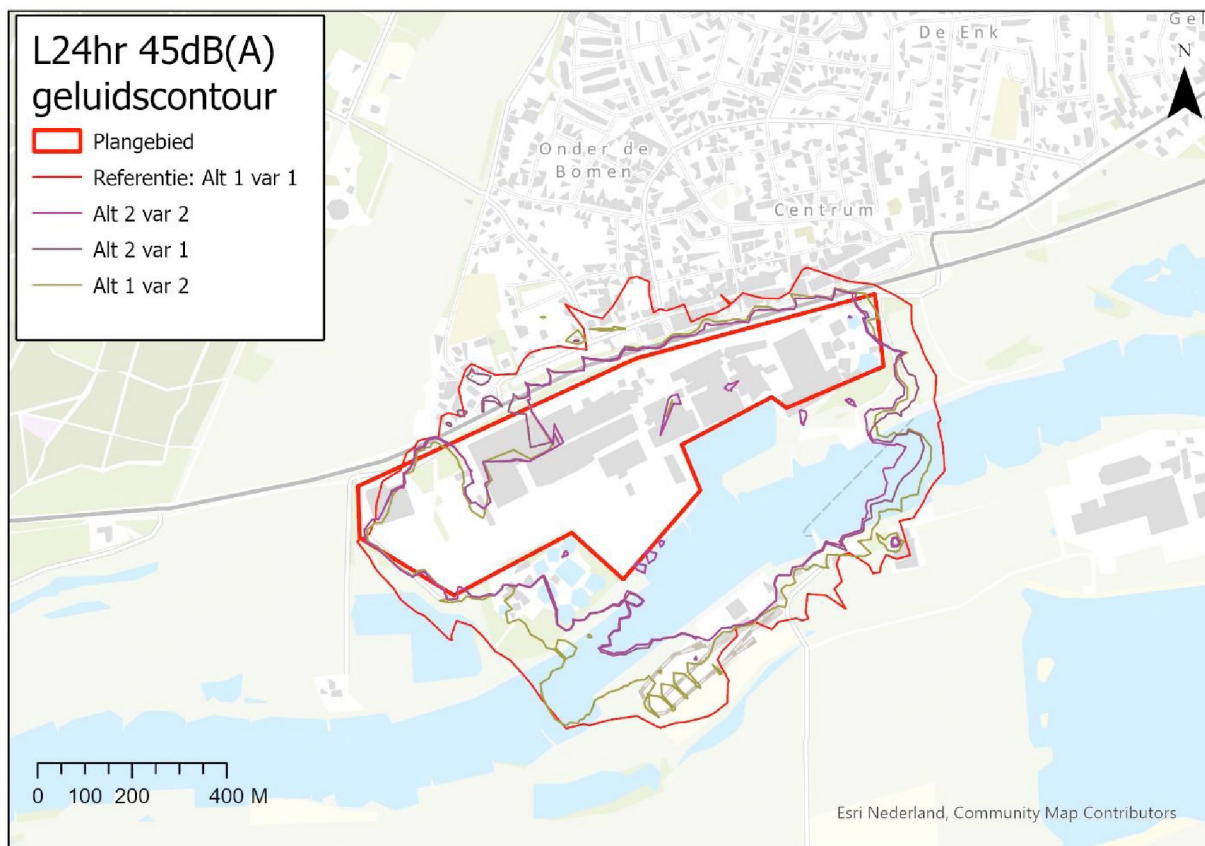 L24hr 45dB(A)
geluidscontour
Plangebied
Referentie: Alt 1 var 1
Alt 2 var 2
Alt 2 var 1
Alt 1 var 2
De Enk
Gel
N
Onder de
Bomen
Centrum
0 100 200 400 M
Esri Nederland, Community Map Contributors